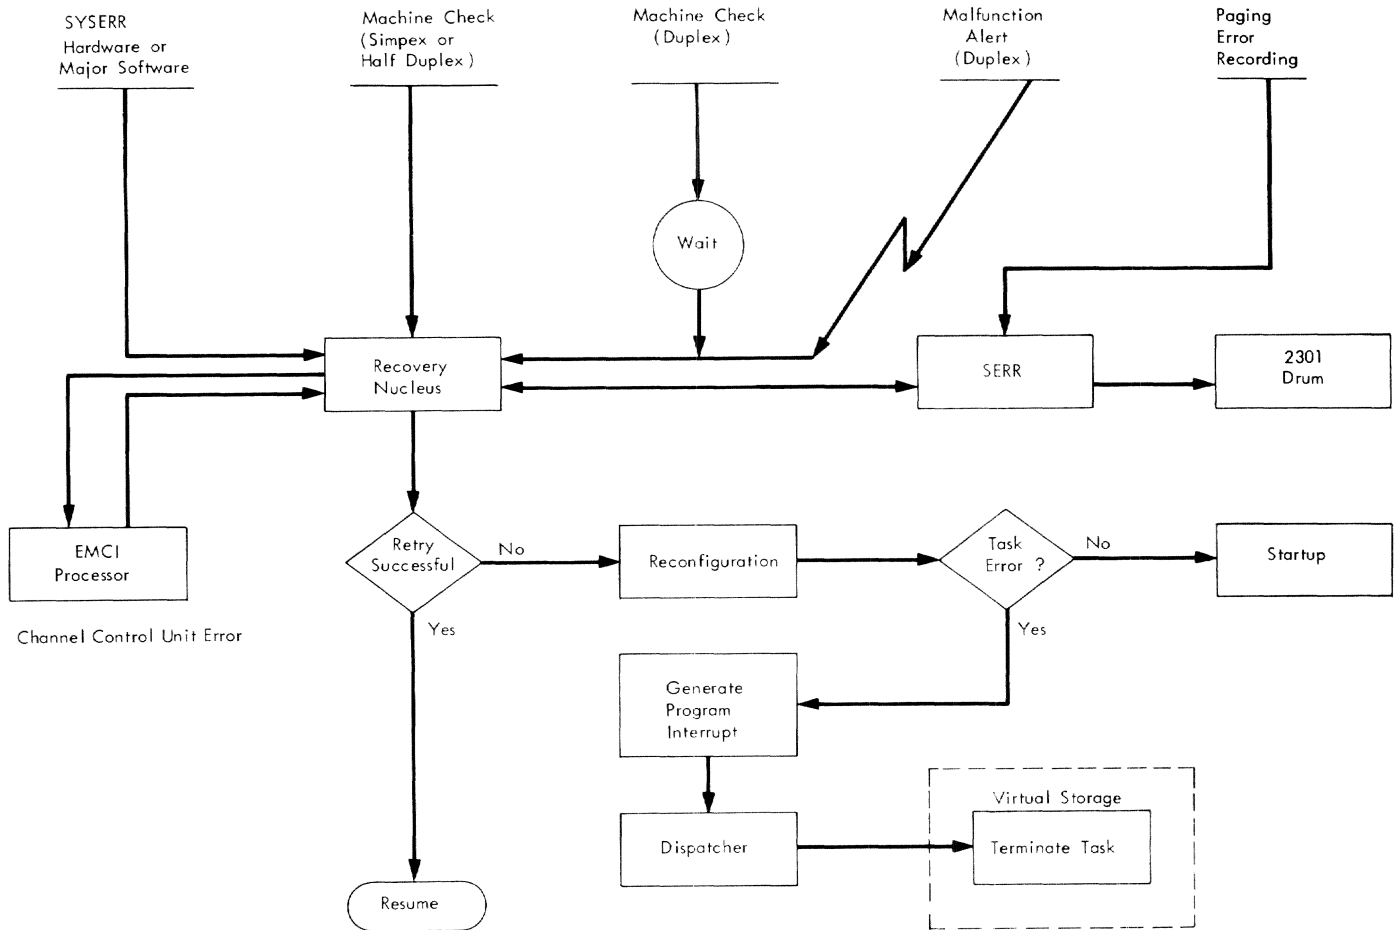 SYSERR
Hardware or
Major Software
Machine Check
(Simpex or
Half Duplex)
Machine Check
(Duplex)
Malfunction
Alert
(Duplex)
Paging
Error
Recording
Wait
Recovery
Nucleus
SERR
2301
Drum
EMCI
Processor
Channel Control Unit Error
Retry
Successful
No
Yes
Reconfiguration
Task
Error ?
No
Yes
Startup
Generate
Program
Interrupt
Dispatcher
Virtual Storage
Terminate Task
Resume